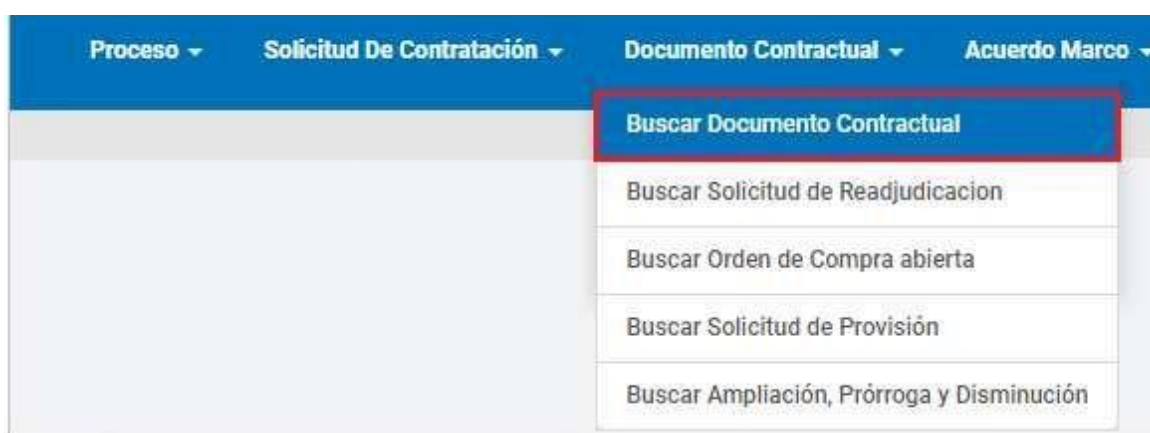 Proceso Solicitud De Contratación Documento Contractual Acuerdo Marco
Buscar Documento Contractual
Buscar Solicitud de Readjudicacion
Buscar Orden de Compra abierta
Buscar Solicitud de Provisión
Buscar Ampliación, Prórroga y Disminución